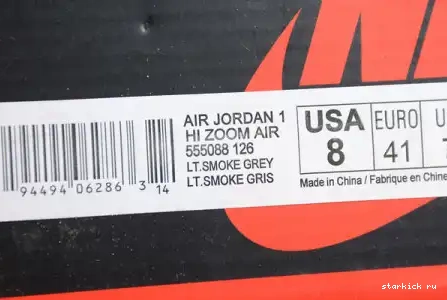 AIR JORDAN 1
HI ZOOM AIR
555088 126
LT.SMOKE GREY
LT.SMOKE GRIS
USA
8
EURO
41
Made in China / Fabrique en Chine
94494 06286 3 14
starkick ru